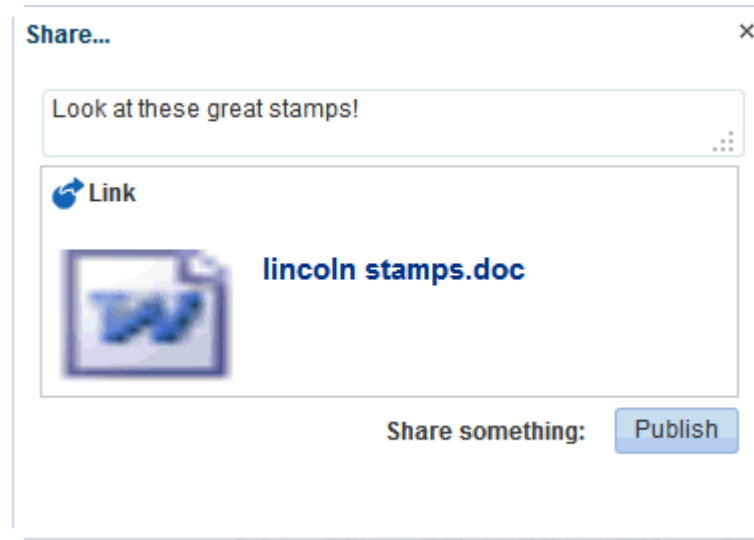 Share...
×
Look at these great stamps!
Link
lincoln stamps.doc
W
Share something: Publish